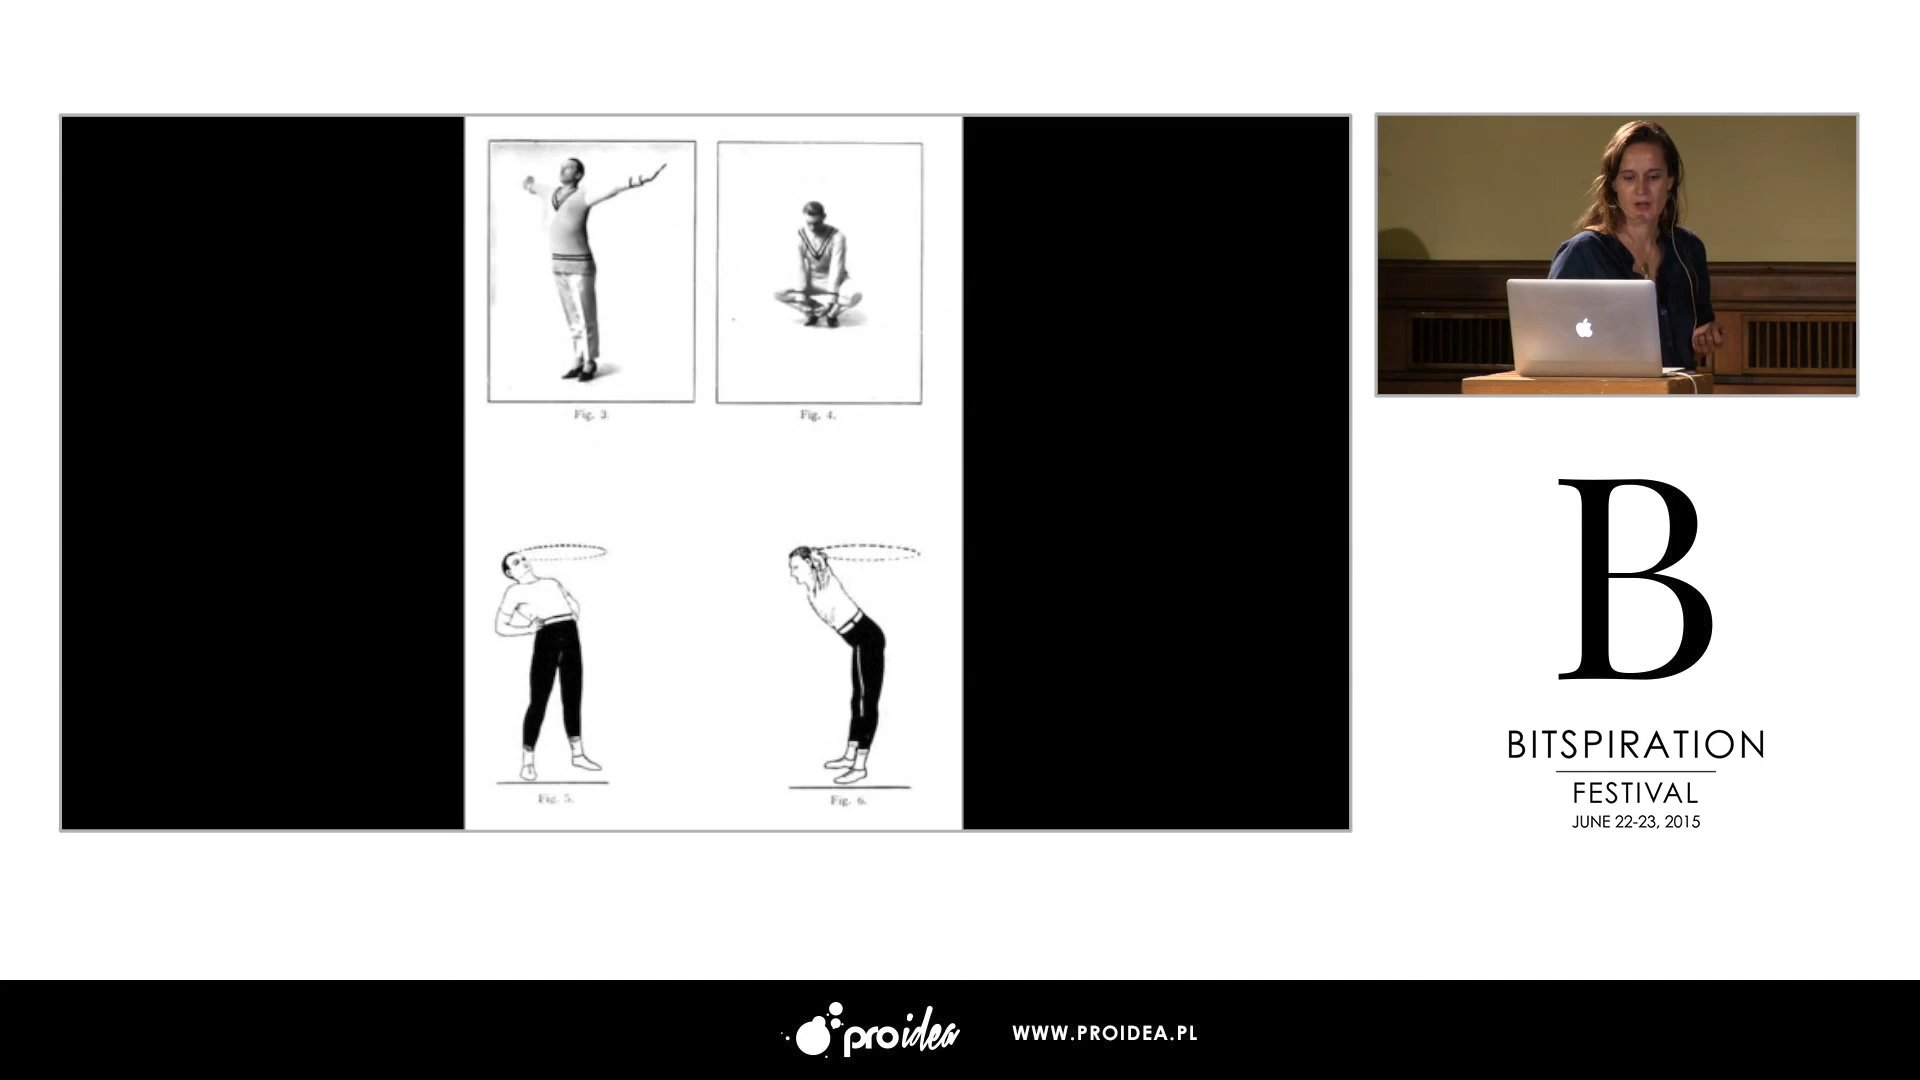 Fig. 3.
Fig. 4.
Fig. 5.
Fig. 6.
B
BITSPIRATION
FESTIVAL
JUNE 22-23, 2015
proidea
WWW.PROIDEA.PL